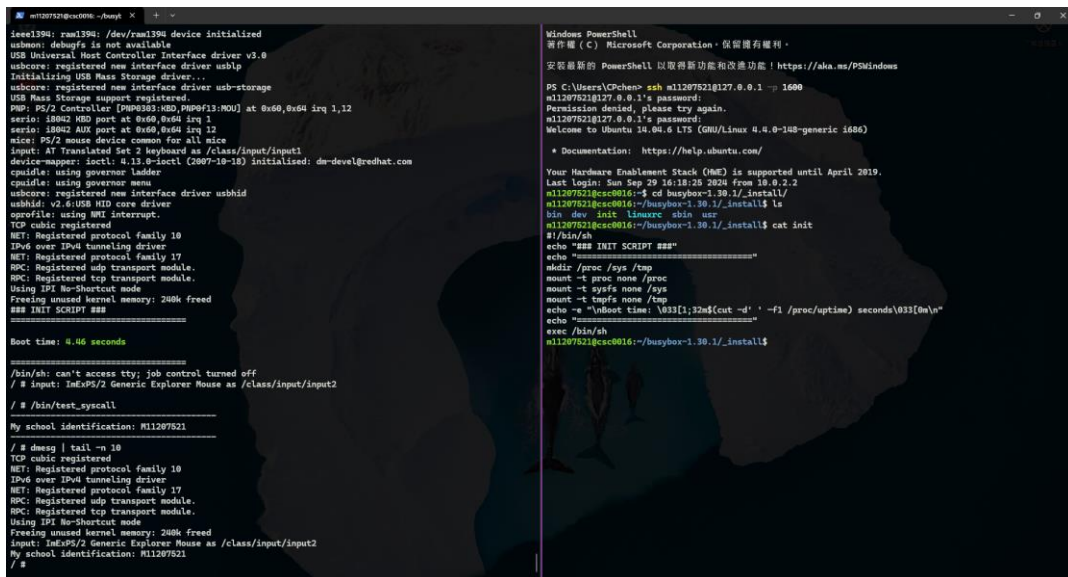 m11207521@csc0016: ~/busyb
ieee1394: raw1394: /dev/raw1394 device initialized
usbmon: debugfs is not available
USB Universal Host Controller Interface driver v3.0
usbcore: registered new interface driver usblp
Initializing USB Mass Storage driver...
usbcore: registered new interface driver usb-storage
USB Mass Storage support registered.
PNP: PS/2 Controller [PNP0303:KBD,PNP0f13:MOU] at 0x60,0x64 irq 1,12
serio: i8042 KBD port at 0x60,0x64 irq 1
serio: i8042 AUX port at 0x60,0x64 irq 12
mice: PS/2 mouse device common for all mice
input: AT Translated Set 2 keyboard as /class/input/input1
device-mapper: ioctl: 4.13.0-ioctl (2007-10-18) initialised: dm-devel@redhat.com
cpuidle: using governor ladder
cpuidle: using governor menu
usbcore: registered new interface driver usbhid
usbhid: v2.6:USB HID core driver
oprofile: using NMI interrupt.
TCP cubic registered
NET: Registered protocol family 10
IPv6 over IPv4 tunneling driver
NET: Registered protocol family 17
RPC: Registered udp transport module.
RPC: Registered tcp transport module.
Using IPI No-Shortcut mode
Freeing unused kernel memory: 240k freed
### INIT SCRIPT ###
===================================
Boot time: 4.46 seconds
===================================
/bin/sh: can't access tty; job control turned off
/ # input: ImExPS/2 Generic Explorer Mouse as /class/input/input2
/ # /bin/test_syscall
=========================================
My school identification: M11207521
=========================================
/ # dmesg | tail -n 10
TCP cubic registered
NET: Registered protocol family 10
IPv6 over IPv4 tunneling driver
NET: Registered protocol family 17
RPC: Registered udp transport module.
RPC: Registered tcp transport module.
Using IPI No-Shortcut mode
Freeing unused kernel memory: 240k freed
input: ImExPS/2 Generic Explorer Mouse as /class/input/input2
My school identification: M11207521
/ #
Windows PowerShell
著作權 (C) Microsoft Corporation。保留擁有權利。
安裝最新的 PowerShell 以取得新功能和改進功能！https://aka.ms/PSWindows
PS C:\Users\CPchen> ssh m11207521@127.0.0.1 -p 1600
m11207521@127.0.0.1's password:
Permission denied, please try again.
m11207521@127.0.0.1's password:
Welcome to Ubuntu 14.04.6 LTS (GNU/Linux 4.4.0-148-generic i686)
* Documentation: https://help.ubuntu.com/
Your Hardware Enablement Stack (HWE) is supported until April 2019.
Last login: Sun Sep 29 16:18:25 2024 from 10.0.2.2
m11207521@csc0016:~$ cd busybox-1.30.1/_install/
m11207521@csc0016:~/busybox-1.30.1/_install$ ls
bin dev init linuxrc sbin usr
m11207521@csc0016:~/busybox-1.30.1/_install$ cat init
#!/bin/sh
echo "### INIT SCRIPT ###"
echo "==================================="
mkdir /proc /sys /tmp
mount -t proc none /proc
mount -t sysfs none /sys
mount -t tmpfs none /tmp
echo -e "\nBoot time: \033[1;32m$(cut -d' ' -f1 /proc/uptime) seconds\033[0m\n"
echo "==================================="
exec /bin/sh
m11207521@csc0016:~/busybox-1.30.1/_install$